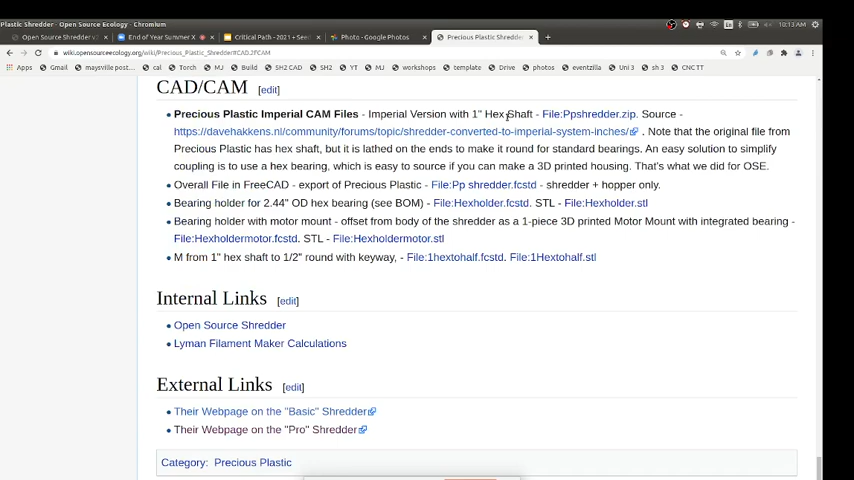 Plastic Shredder - Open Source Ecology - Chromium
10:13 AM
Open Source Shredder v
End of Year Summer X
Critical Path - 2021 + See
Photo - Google Photos
Precious Plastic Shredde
wiki.opensourceecology.org/wiki/Precious_Plastic_Shredder#CAD.2FCAM
Apps Gmail maysville post... cal Torch MJ Build SH2 CAD SH2 YT MJ workshops template Drive photos eventzilla Uni 3 sh 3 CNC TT
CAD/CAM [edit]
Precious Plastic Imperial CAM Files - Imperial Version with 1" Hex Shaft - File:Ppshredder.zip. Source -
https://davehakkens.nl/community/forums/topic/shredder-converted-to-imperial-system-inches/ . Note that the original file from
Precious Plastic has hex shaft, but it is lathed on the ends to make it round for standard bearings. An easy solution to simplify
coupling is to use a hex bearing, which is easy to source if you can make a 3D printed housing. That's what we did for OSE.
Overall File in FreeCAD - export of Precious Plastic - File:Pp shredder.fcstd - shredder + hopper only.
Bearing holder for 2.44" OD hex bearing (see BOM) - File:Hexholder.fcstd. STL - File:Hexholder.stl
Bearing holder with motor mount - offset from body of the shredder as a 1-piece 3D printed Motor Mount with integrated bearing -
File:Hexholdermotor.fcstd. STL - File:Hexholdermotor.stl
M from 1" hex shaft to 1/2" round with keyway, - File:1hextohalf.fcstd. File:1Hextohalf.stl
Internal Links [edit]
Open Source Shredder
Lyman Filament Maker Calculations
External Links [edit]
Their Webpage on the "Basic" Shredder
Their Webpage on the "Pro" Shredder
Category: Precious Plastic